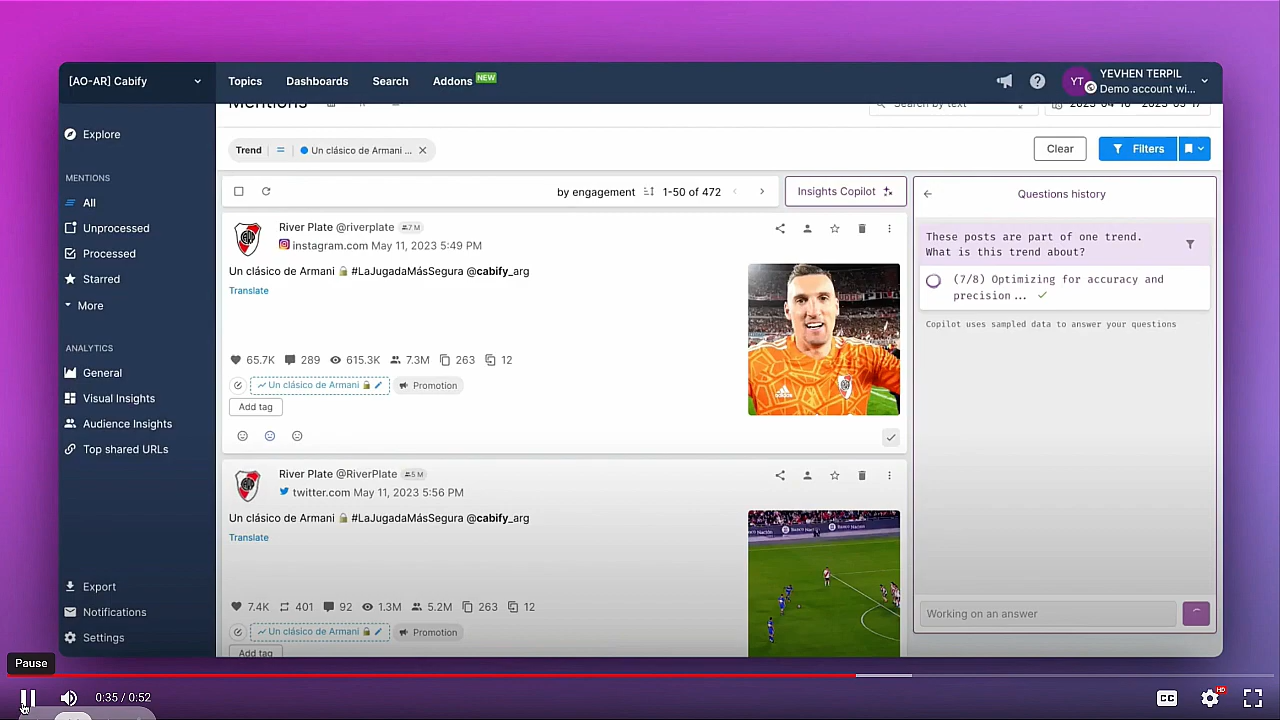 [AO-AR] Cabify
Topics
Dashboards
Search
Addons
NEW
YT
YEVHEN TERPIL
Demo account wi...
Explore
MENTIONS
All
Unprocessed
Processed
Starred
More
ANALYTICS
General
Visual Insights
Audience Insights
Top shared URLs
Export
Notifications
Settings
Mentions
Search by text
Trend
=
Un clásico de Armani ...
Clear
Filters
by engagement
1-50 of 472
Insights Copilot
River Plate @riverplate
7 M
instagram.com May 11, 2023 5:49 PM
Un clásico de Armani 🔒 #LaJugadaMásSegura @cabify_arg
Translate
65.7K 289 615.3K 7.3M 263 12
Un clásico de Armani 🔒
Promotion
Add tag
River Plate @RiverPlate
5 M
twitter.com May 11, 2023 5:56 PM
Un clásico de Armani 🔒 #LaJugadaMásSegura @cabify_arg
Translate
7.4K 401 92 1.3M 5.2M 263 12
Un clásico de Armani 🔒
Promotion
Add tag
Questions history
These posts are part of one trend.
What is this trend about?
(7/8) Optimizing for accuracy and
precision... ✓
Copilot uses sampled data to answer your questions
Working on an answer
Pause
0:35 / 0:52
CC
HD